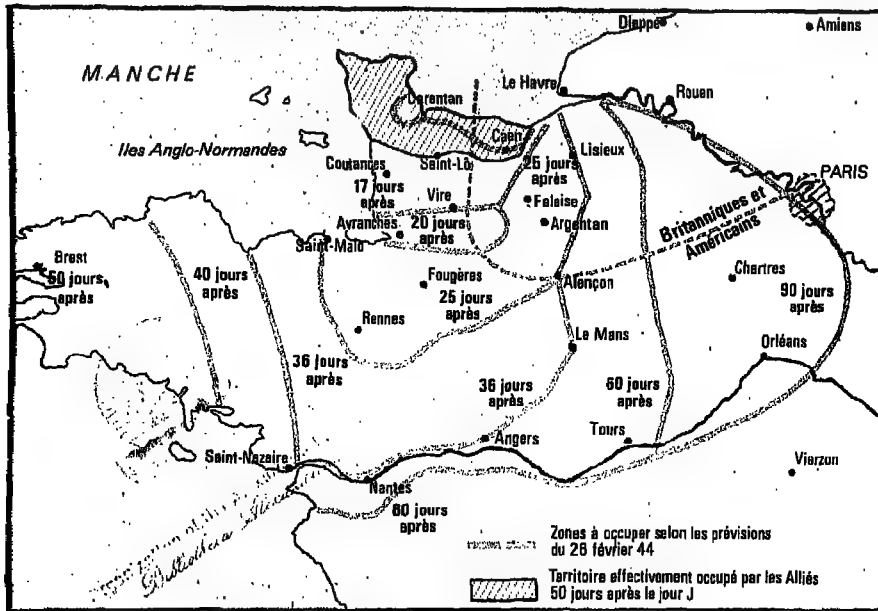 Dieppe
Amiens
MANCHE
Le Havre
Rouen
Carentan
Caen
Iles Anglo-Normandes
Lisieux
Coutances
Saint-Lô
25 jours
après
17 jours
après
PARIS
Vire
Falaise
20 jours
après
Argentan
Avranches
Britanniques et
Américains
Saint-Malo
Brest
50 jours
après
40 jours
après
Fougères
Alençon
Chartres
25 jours
après
90 jours
après
Rennes
Le Mans
Orléans
36 jours
après
36 jours
après
60 jours
après
Angers
Tours
Saint-Nazaire
Vierzon
Nantes
60 jours
après
Zones à occuper selon les prévisions
du 26 février 44
Territoire effectivement occupé par les Alliés
50 jours après le jour J